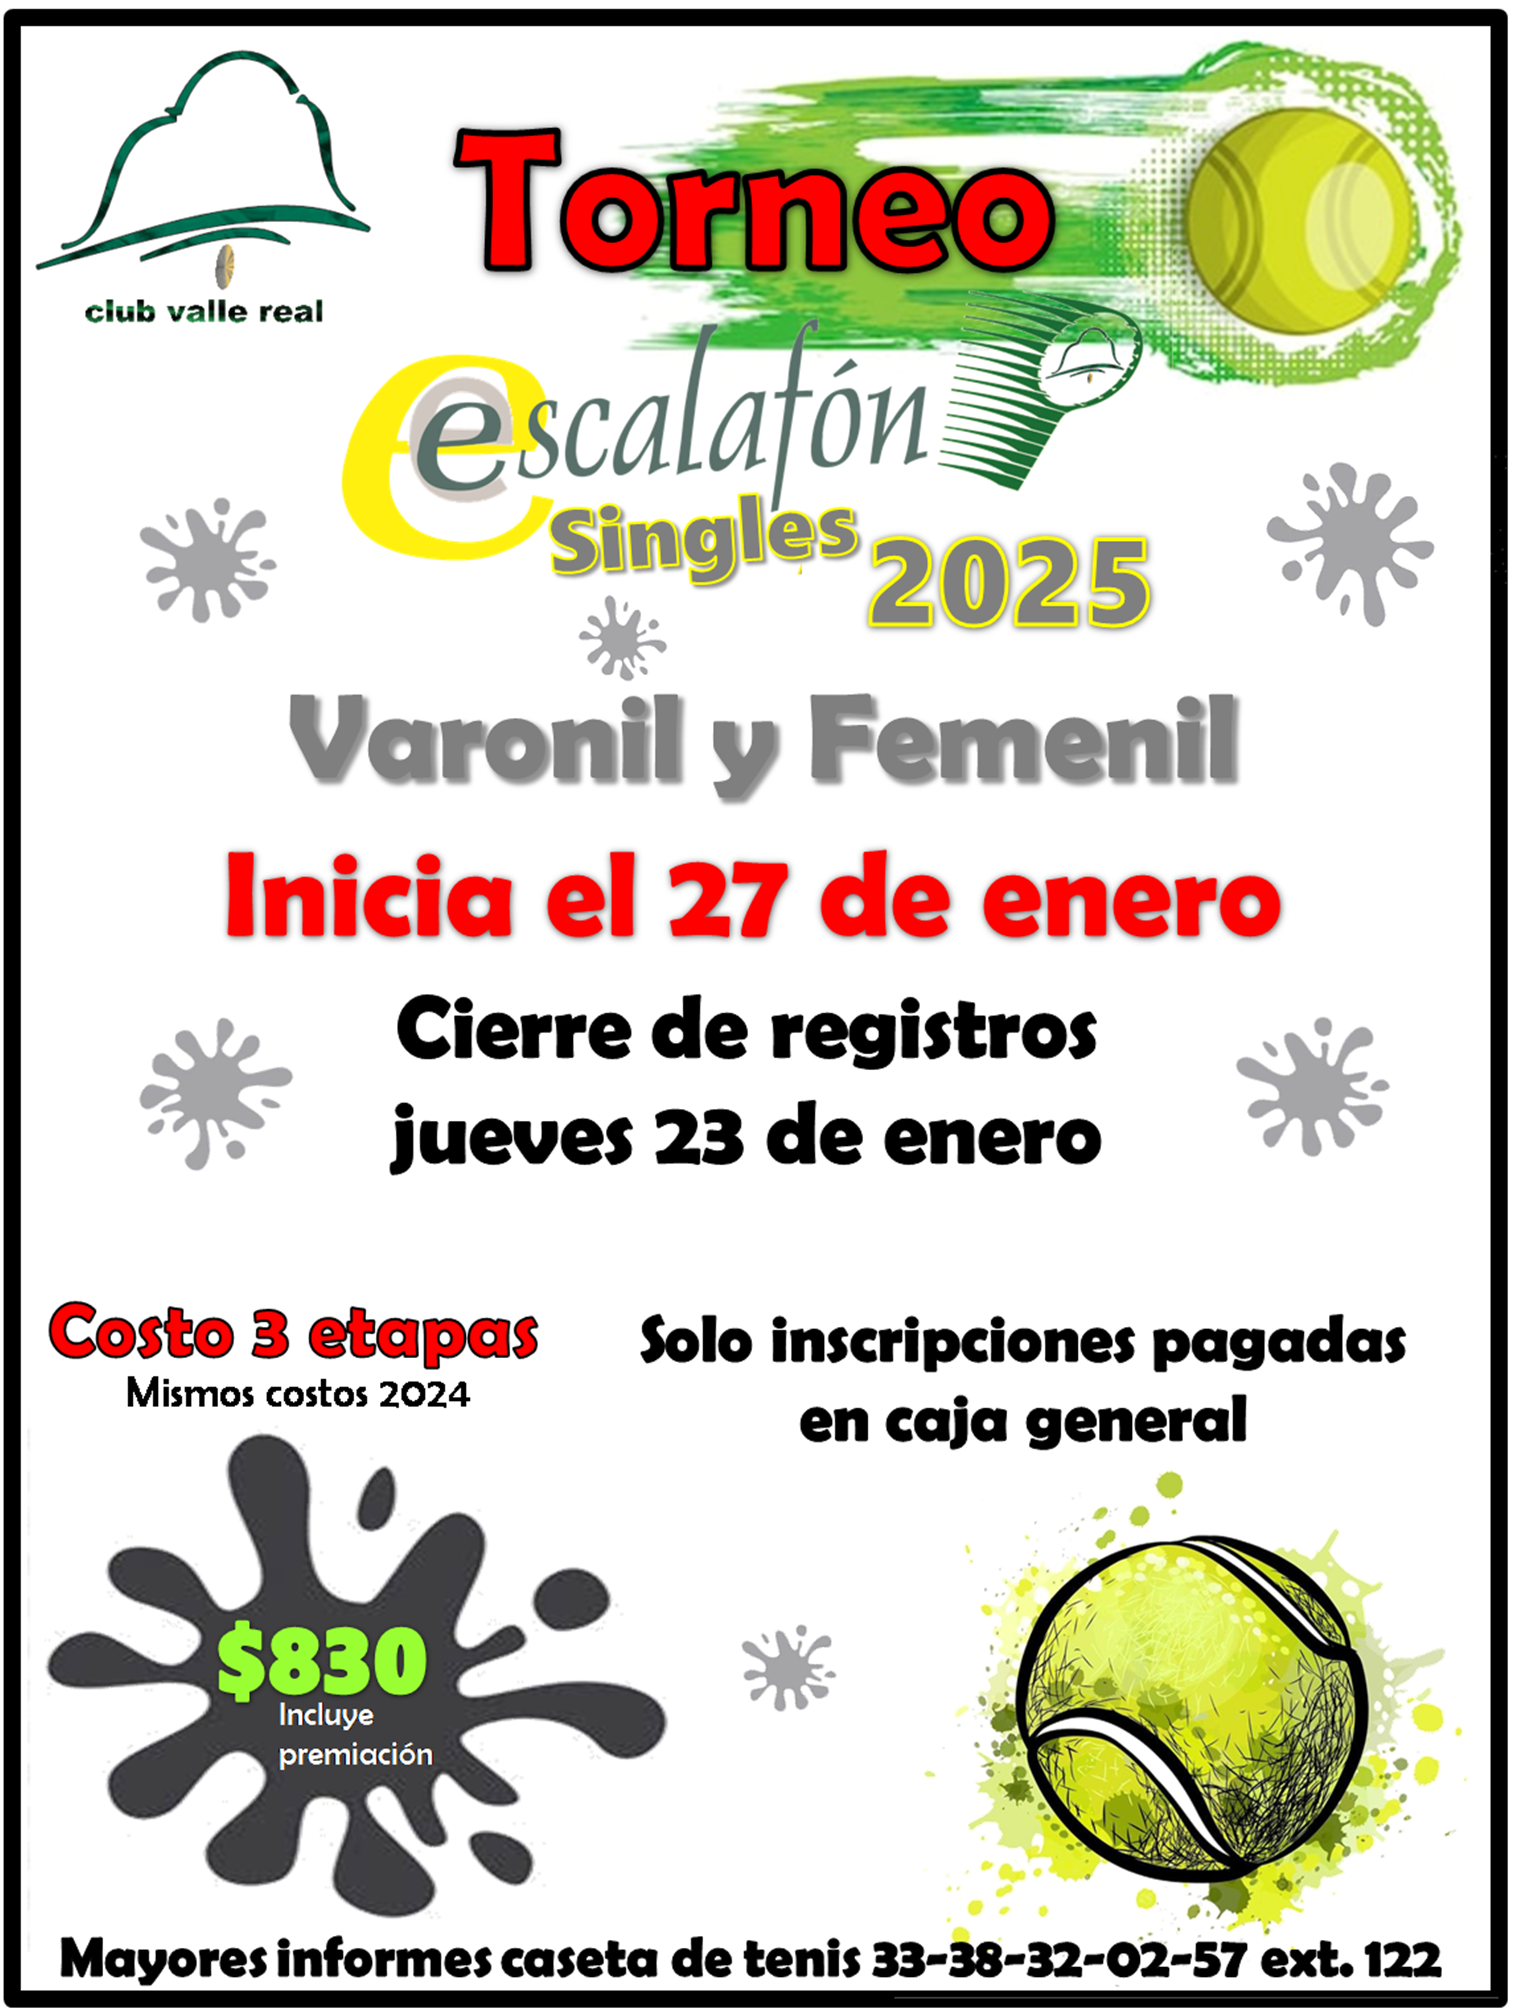 club valle real
Torneo
escalafón
Singles 2025
Varonil y Femenil
Inicia el 27 de enero
Cierre de registros
jueves 23 de enero
Costo 3 etapas
Mismos costos 2024
Solo inscripciones pagadas
en caja general
$830
Incluye
premiación
Mayores informes caseta de tenis 33-38-32-02-57 ext. 122